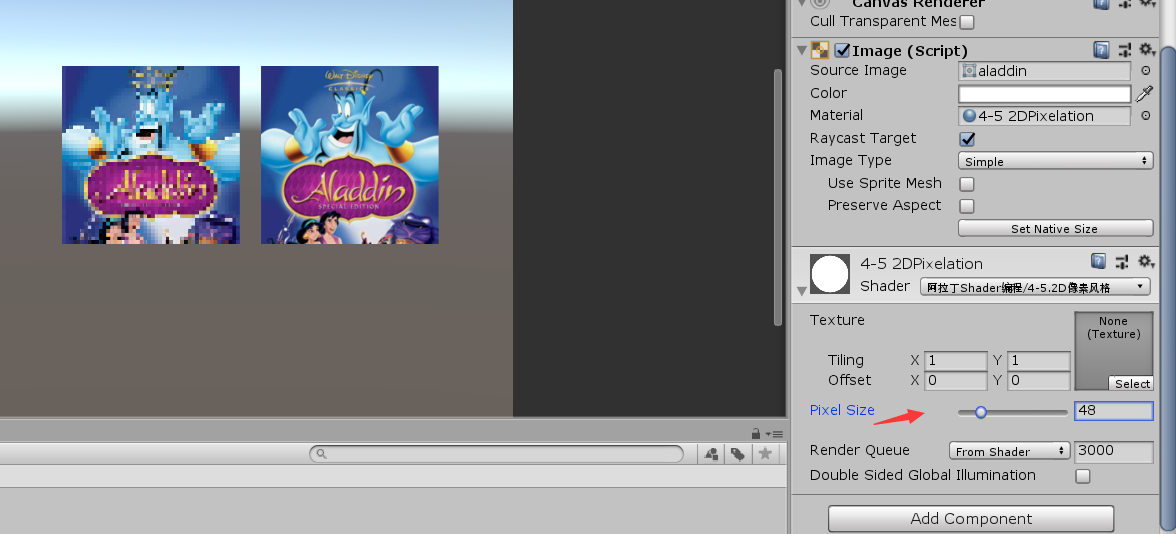 WALT DISNEY
CLASSICS
Aladdin
Aladdin
SPECIAL EDITION
Canvas Renderer
Cull Transparent Mes
Image (Script)
Source Image
aladdin
Color
Material
4-5 2DPixelation
Raycast Target
Image Type
Simple
Use Sprite Mesh
Preserve Aspect
Set Native Size
4-5 2DPixelation
Shader
阿拉丁Shader编程/4-5.2D像素风格
Texture
None
(Texture)
Tiling X 1 Y 1
Offset X 0 Y 0
Select
Pixel Size 48
Render Queue From Shader 3000
Double Sided Global Illumination
Add Component